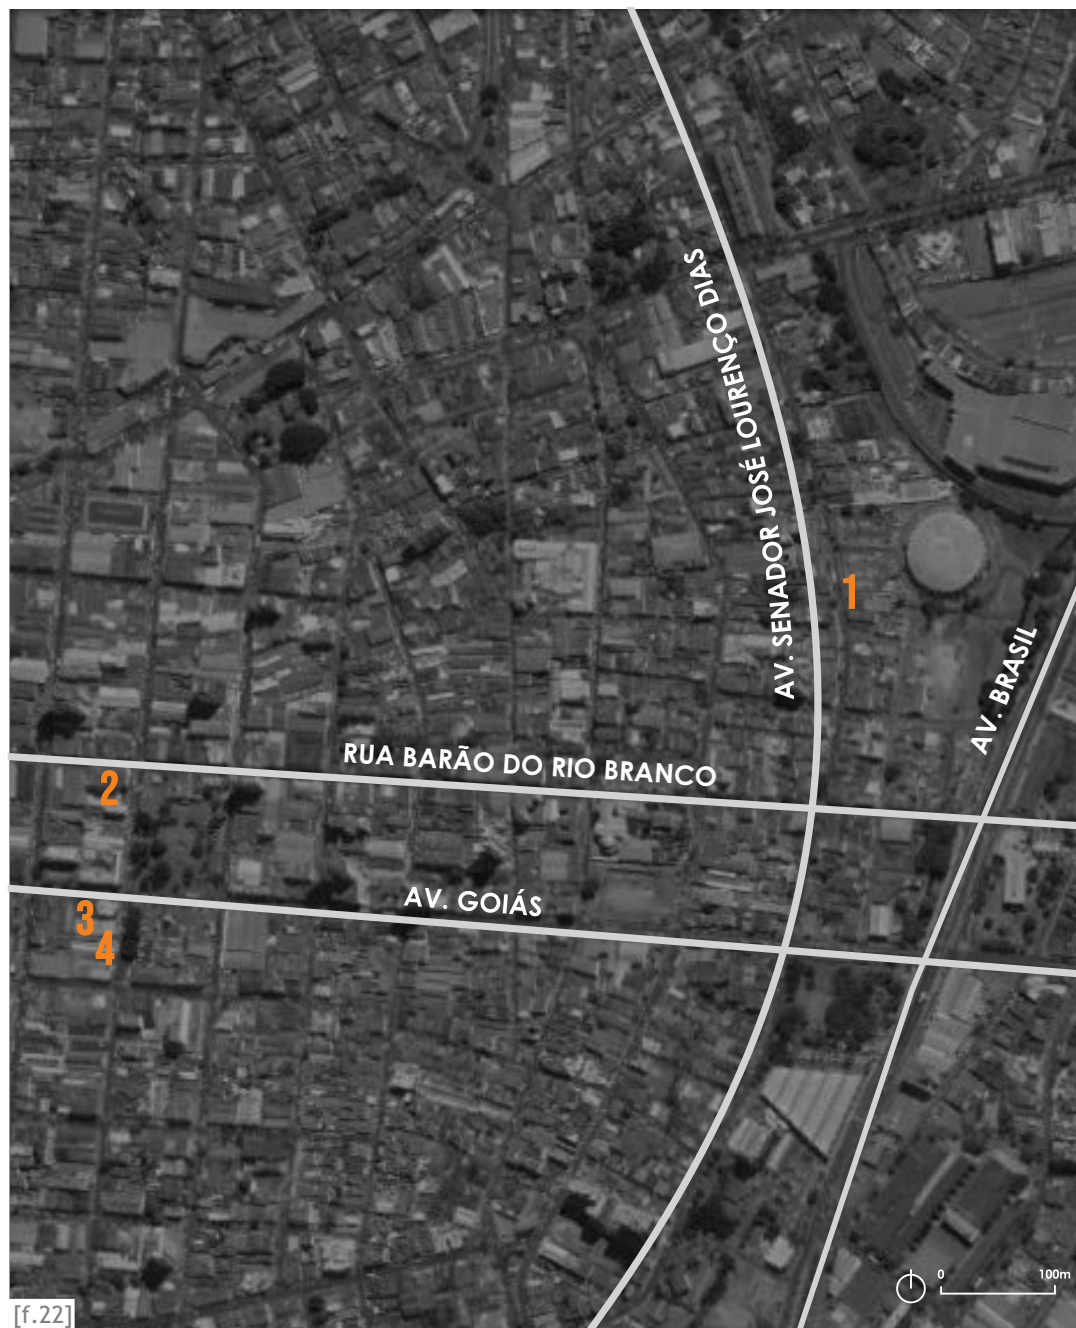 AV. SENADOR JOSÉ LOURENÇO DIAS
1
AV. BRASIL
RUA BARÃO DO RIO BRANCO
2
AV. GOIÁS
3
4
0 100m
[f.22]